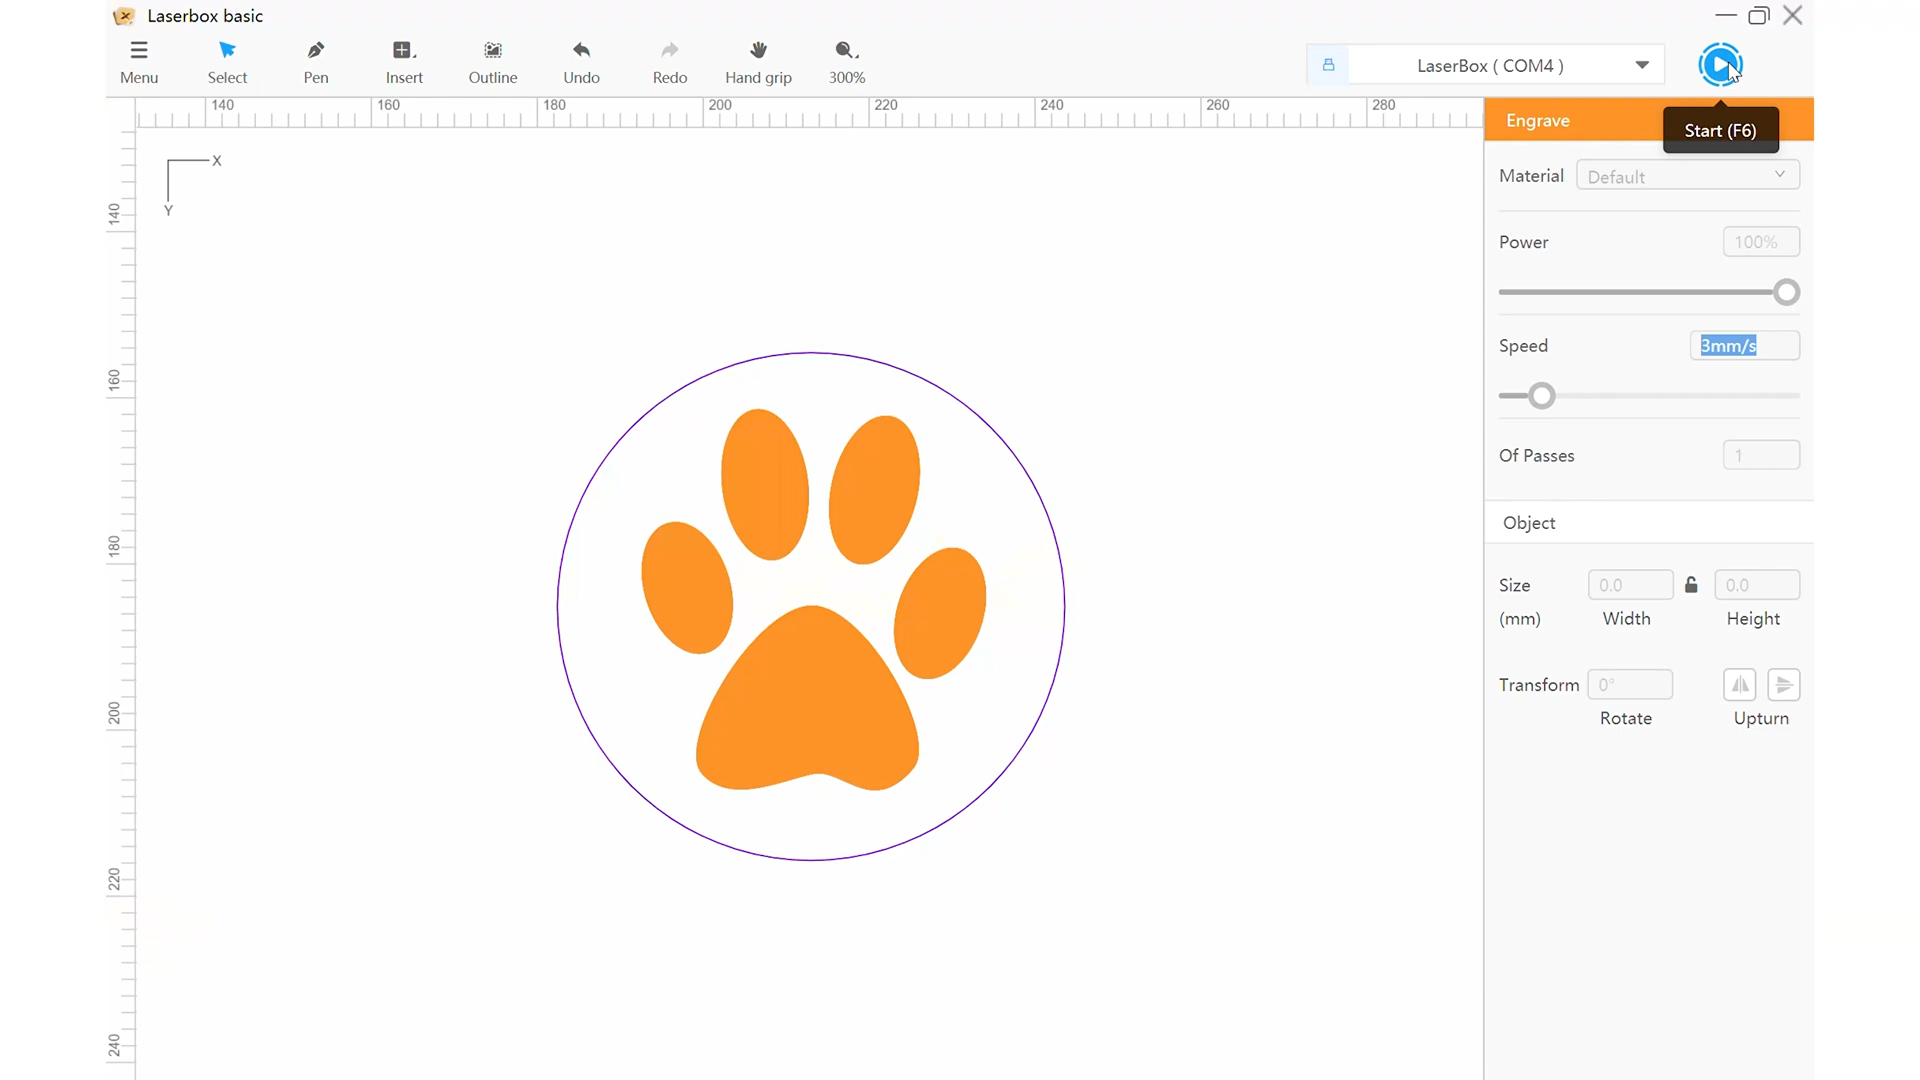 Laserbox basic
Menu
Select
Pen
Insert
Outline
Undo
Redo
Hand grip
300%
LaserBox ( COM4 )
Start (F6)
140
160
180
200
220
240
260
280
X
Y
140
160
180
200
220
240
Engrave
Material Default
Power 100%
Speed 3mm/s
Of Passes 1
Object
Size 0.0 0.0
(mm) Width Height
Transform 0°
Rotate Upturn